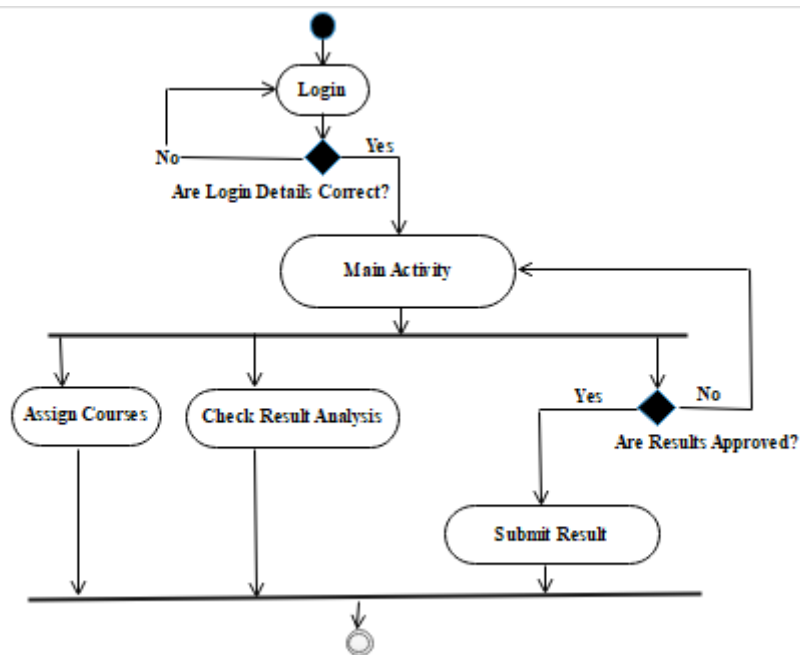 Login
Yes
No
Are Login Details Correct?
Main Activity
Assign Courses
Check Result Analysis
Yes
No
Are Results Approved?
Submit Result